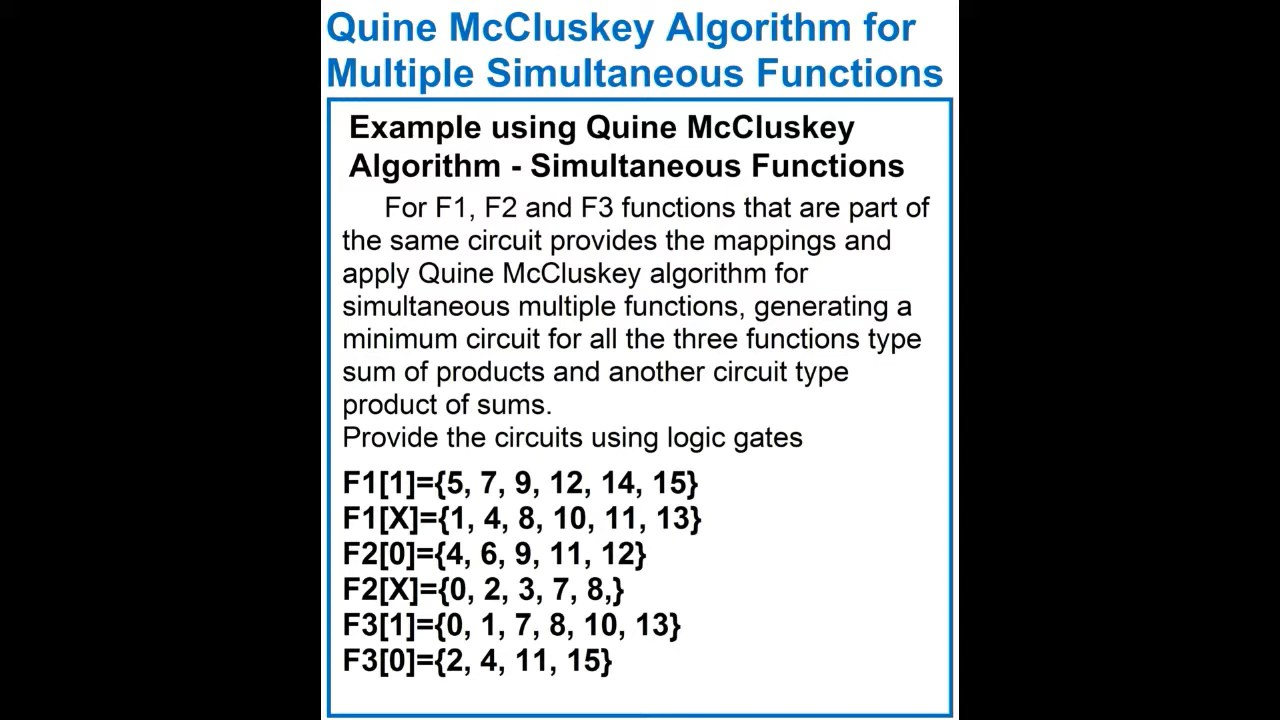 Quine McCluskey Algorithm for
Multiple Simultaneous Functions
Example using Quine McCluskey
Algorithm - Simultaneous Functions
For F1, F2 and F3 functions that are part of
the same circuit provides the mappings and
apply Quine McCluskey algorithm for
simultaneous multiple functions, generating a
minimum circuit for all the three functions type
sum of products and another circuit type
product of sums.
Provide the circuits using logic gates
F1[1]={5, 7, 9, 12, 14, 15}
F1[X]={1, 4, 8, 10, 11, 13}
F2[0]={4, 6, 9, 11, 12}
F2[X]={0, 2, 3, 7, 8,}
F3[1]={0, 1, 7, 8, 10, 13}
F3[0]={2, 4, 11, 15}